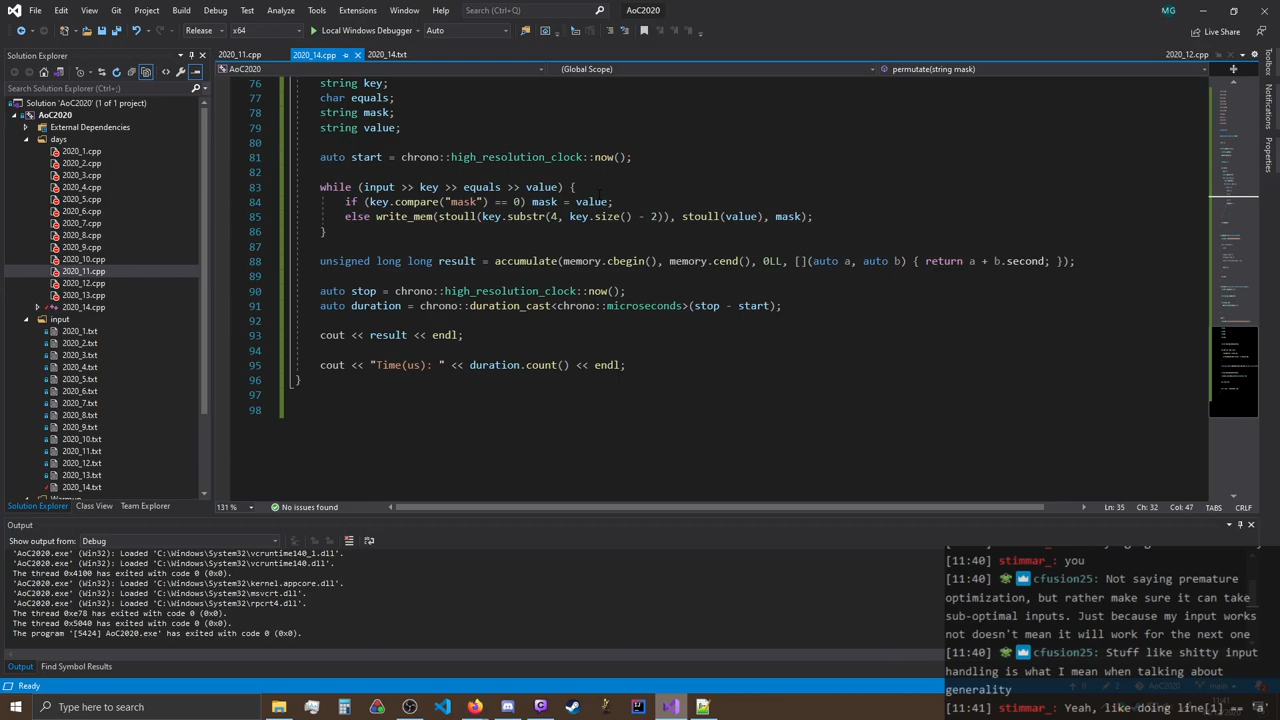 File Edit View Git Project Build Debug Test Analyze Tools Extensions Window Help Search (Ctrl+Q) AoC2020 MG
Release x64 Local Windows Debugger Auto Live Share
Solution Explorer
2020_11.cpp 2020_14.cpp 2020_14.txt 2020_12.cpp
AoC2020 (Global Scope) permutate(string mask)
Search Solution Explorer (Ctrl+;)
Solution 'AoC2020' (1 of 1 project)
AoC2020
External Dependencies
days
2020_1.cpp
2020_2.cpp
2020_3.cpp
2020_4.cpp
2020_5.cpp
2020_6.cpp
2020_7.cpp
2020_8.cpp
2020_9.cpp
2020_10.cpp
2020_11.cpp
2020_12.cpp
2020_13.cpp
2020_14.cpp
input
2020_1.txt
2020_2.txt
2020_3.txt
2020_4.txt
2020_5.txt
2020_6.txt
2020_7.txt
2020_8.txt
2020_9.txt
2020_10.txt
2020_11.txt
2020_12.txt
2020_13.txt
2020_14.txt
Solution Explorer Class View Team Explorer
76 string key;
77 char equals;
78 string mask;
79 string value;
80
81 auto start = chrono::high_resolution_clock::now();
82
83 while (input >> key >> equals >> value) {
84 (key.compare("mask") == 0) mask = value;
85 write_mem(stoull(key.substr(4, key.size() - 2)), stoull(value), mask);
86 }
87
88 unsigned long long result = accumulate(memory.cbegin(), memory.cend(), 0LL, [](auto a, auto b) { return a + b.second; });
89
90 auto stop = chrono::high_resolution_clock::now();
91 auto duration = chrono::duration_cast<chrono::microseconds>(stop - start);
92
93 cout << result << endl;
94
95 cout << "Time(us): << duration.count() << endl;
96 }
97
98
131 % No issues found Ln: 35 Ch: 32 Col: 47 TABS CRLF
Toolbox
Notifications
Properties
Output
Show output from: Debug
'AoC2020.exe' (Win32): Loaded 'C:\Windows\System32\vcruntime140_1.dll'.
'AoC2020.exe' (Win32): Loaded 'C:\Windows\System32\vcruntime140.dll'.
The thread 0x4100 has exited with code 0 (0x0).
'AoC2020.exe' (Win32): Loaded 'C:\Windows\System32\kernel.appcore.dll'.
'AoC2020.exe' (Win32): Loaded 'C:\Windows\System32\msvcrt.dll'.
'AoC2020.exe' (Win32): Loaded 'C:\Windows\System32\rpcrt4.dll'.
The thread 0xe78 has exited with code 0 (0x0).
The thread 0x5040 has exited with code 0 (0x0).
The program '[5424] AoC2020.exe' has exited with code 0 (0x0).
Output Find Symbol Results
[11:40] stimmar_: you
[11:40] cfusion25: Not saying premature
optimization, but rather make sure it can take
sub-optimal inputs. Just because my input works
not doesn't mean it will work for the next one
[11:40] cfusion25: Stuff like shitty input
handling is what I mean when talking about
generality
[11:41] stimmar_: Yeah, like doing line[1] == 'a'
Ready 0 2 AoC2020 main
Type here to search 11:41